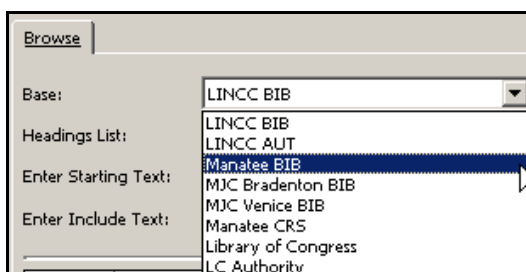 Browse
Base:
LINCC BIB
LINCC BIB
Headings List:
LINCC AUT
Manatee BIB
Enter Starting Text:
MJC Bradenton BIB
MJC Venice BIB
Enter Include Text:
Manatee CRS
Library of Congress
LC Authority